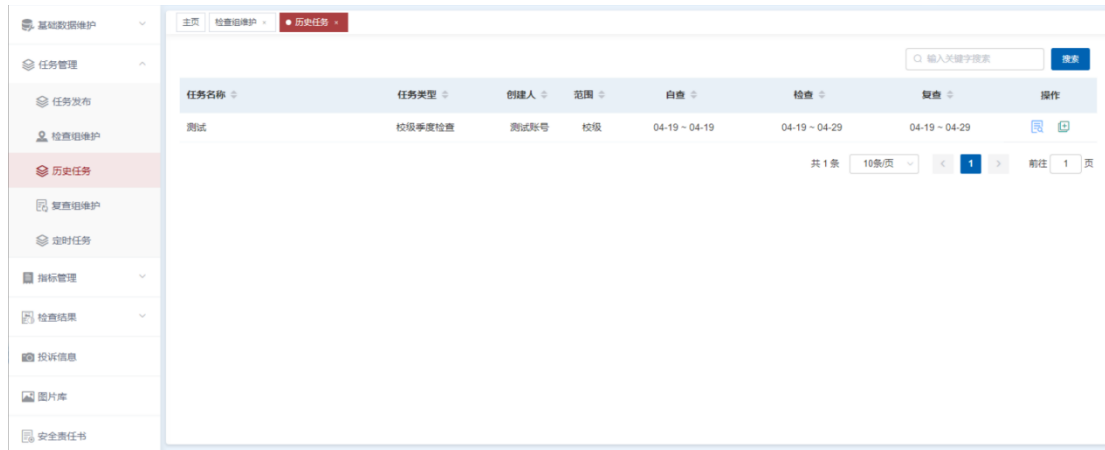 基础数据维护
任务管理
任务发布
检查组维护
历史任务
复查组维护
定时任务
指标管理
检查结果
投诉信息
图片库
安全责任书
主页 检查组维护 × ● 历史任务 ×
输入关键字搜索 搜索
任务名称 任务类型 创建人 范围 自查 检查 复查 操作
测试 校级季度检查 测试账号 校级 04-19 ~ 04-19 04-19 ~ 04-29 04-19 ~ 04-29
共 1 条 10条/页 < 1 > 前往 1 页